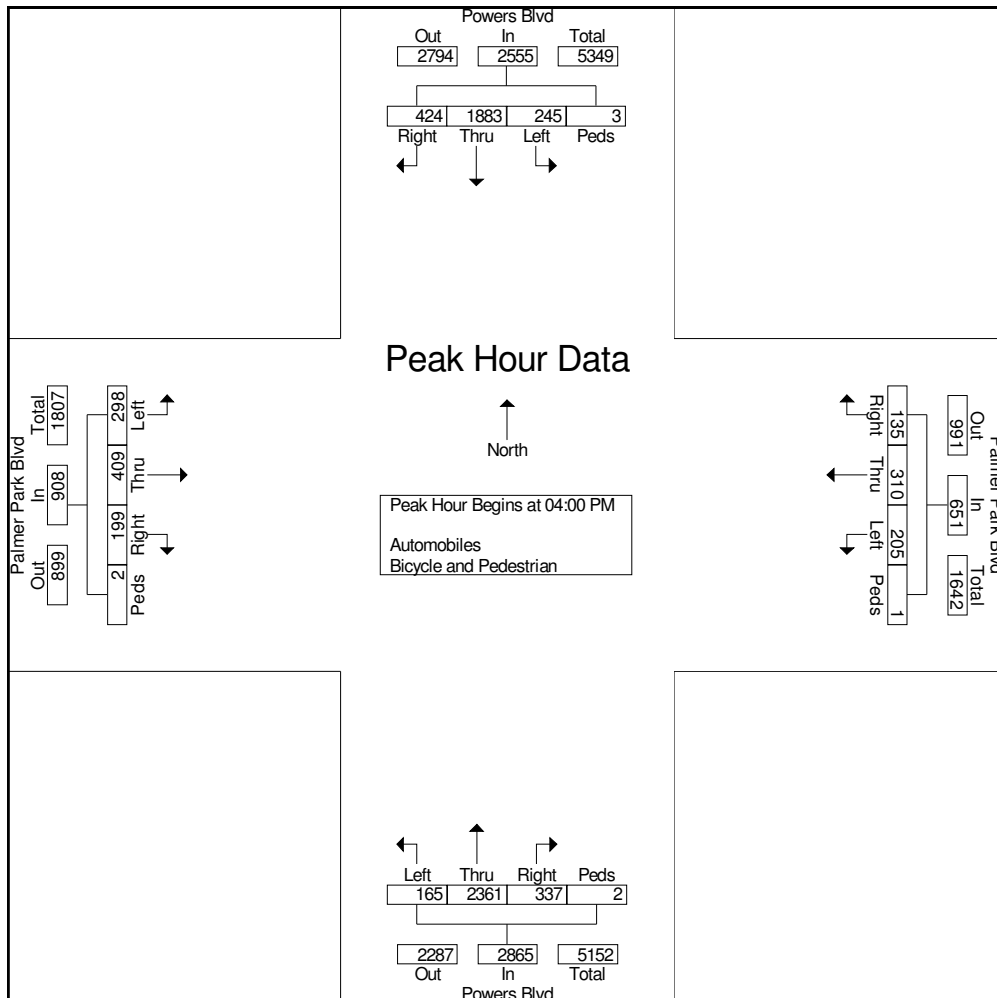 Powers Blvd
Out In Total
2794 2555 5349
424 1883 245 3
Right Thru Left Peds
Peak Hour Data
North
Peak Hour Begins at 04:00 PM
Automobiles
Bicycle and Pedestrian
Palmer Park Blvd
Out In Total
899 908 1807
Left Thru Right Peds
298 409 199 2
Palmer Park Blvd
Out In Total
991 651 1642
Right Thru Left Peds
135 310 205 1
Left Thru Right Peds
165 2361 337 2
2287 2865 5152
Out In Total
Powers Blvd